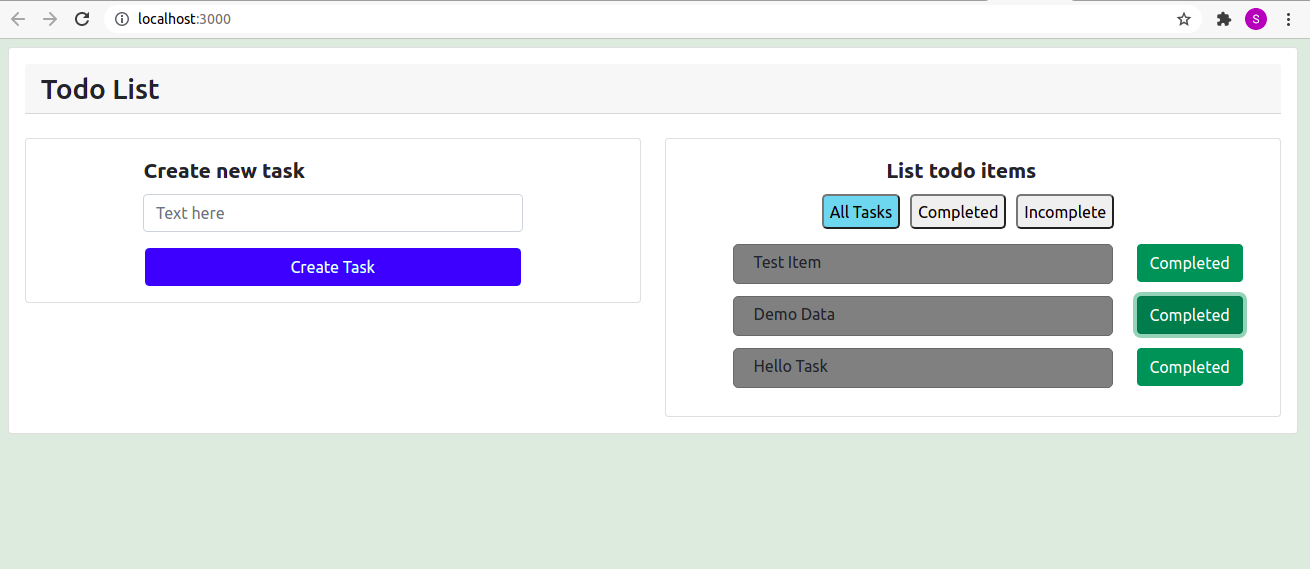 localhost:3000
S
Todo List
Create new task
Text here
Create Task
List todo items
All Tasks Completed Incomplete
Test Item Completed
Demo Data Completed
Hello Task Completed